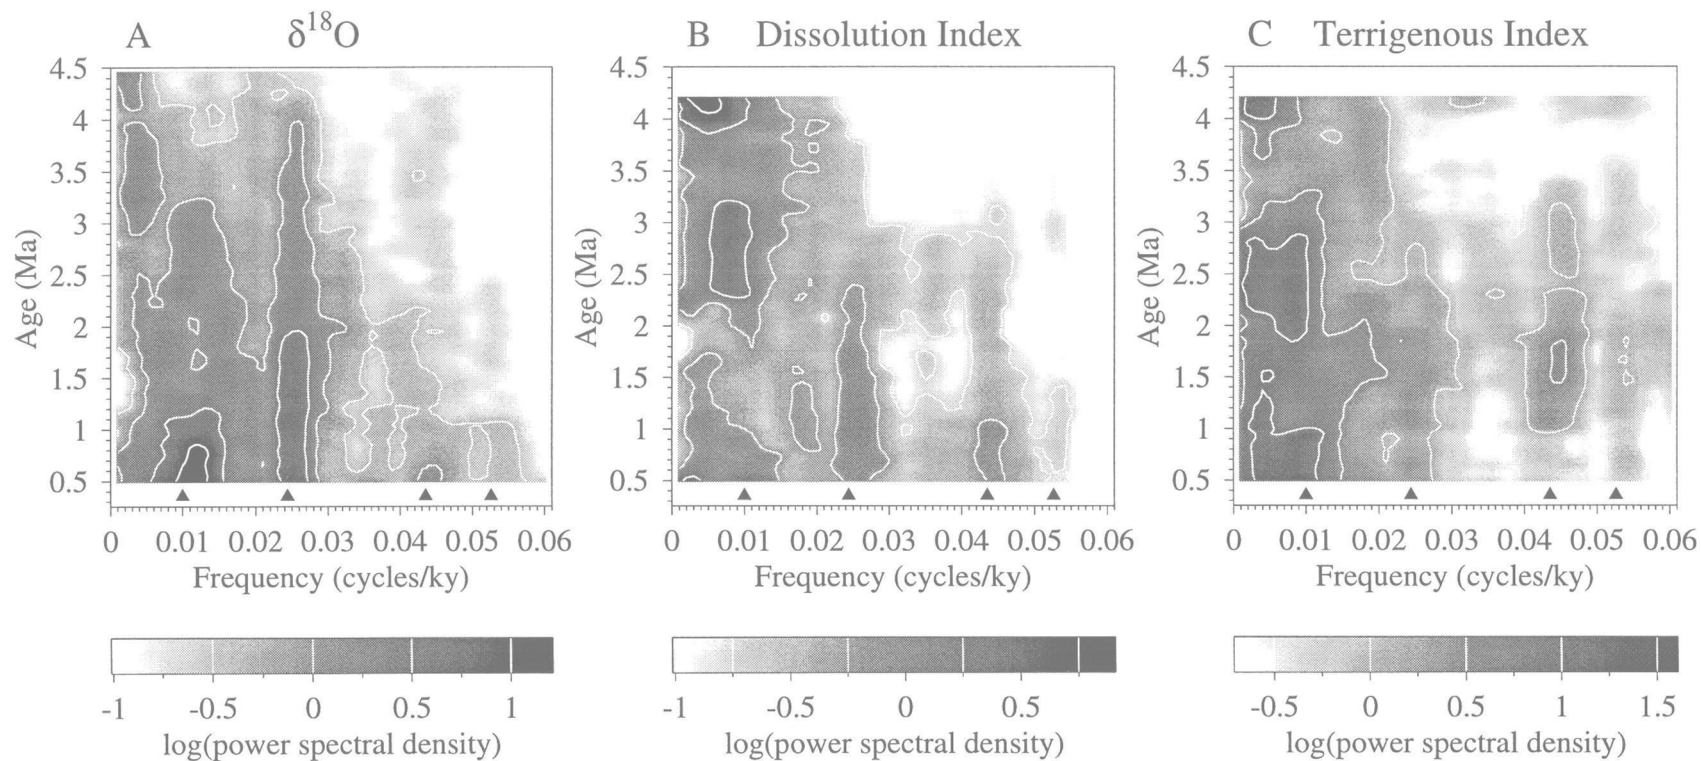 A δ¹⁸O
B Dissolution Index
C Terrigenous Index
4.5
4
3.5
3
2.5
2
1.5
1
0.5
Age (Ma)
0 0.01 0.02 0.03 0.04 0.05 0.06
Frequency (cycles/ky)
-1 -0.5 0 0.5 1
log(power spectral density)
4.5
4
3.5
3
2.5
2
1.5
1
0.5
Age (Ma)
0 0.01 0.02 0.03 0.04 0.05 0.06
Frequency (cycles/ky)
-1 -0.5 0 0.5
log(power spectral density)
4.5
4
3.5
3
2.5
2
1.5
1
0.5
Age (Ma)
0 0.01 0.02 0.03 0.04 0.05 0.06
Frequency (cycles/ky)
-0.5 0 0.5 1 1.5
log(power spectral density)